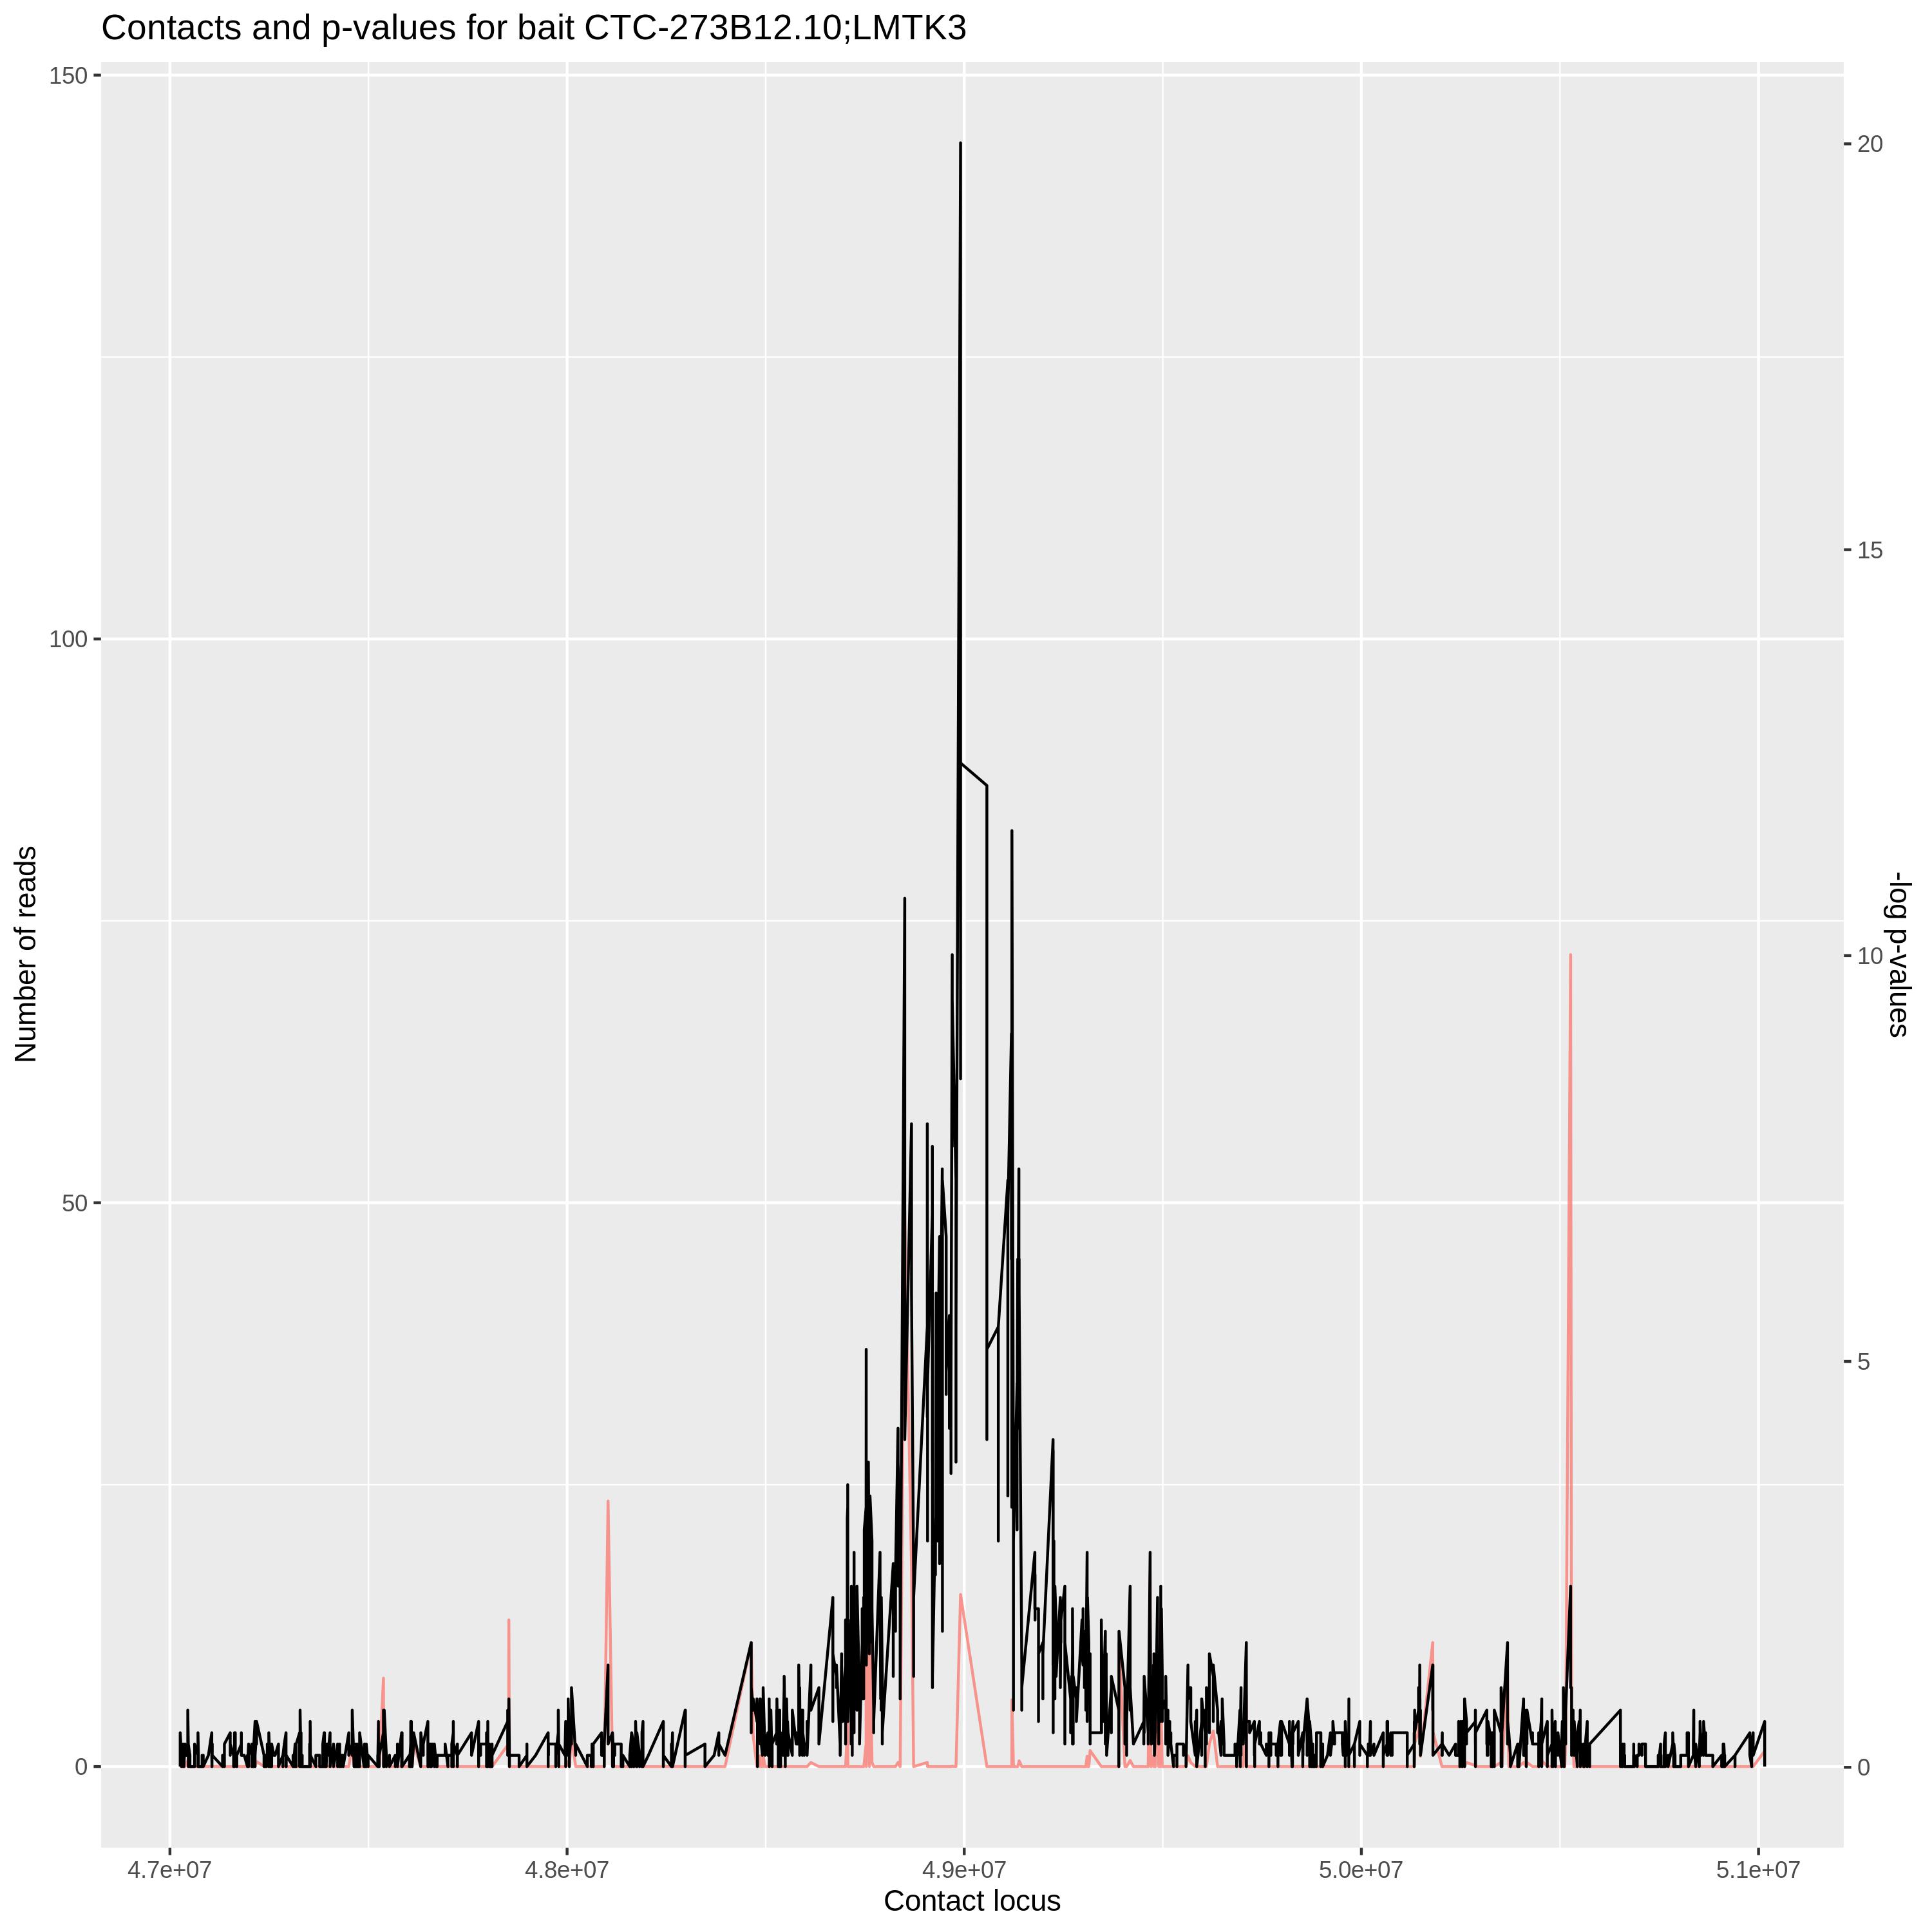 Contacts and p-values for bait CTC-273B12.10;LMTK3
150
100
50
0
Number of reads
20
15
10
5
0
-log p-values
4.7e+07
4.8e+07
4.9e+07
5.0e+07
5.1e+07
Contact locus